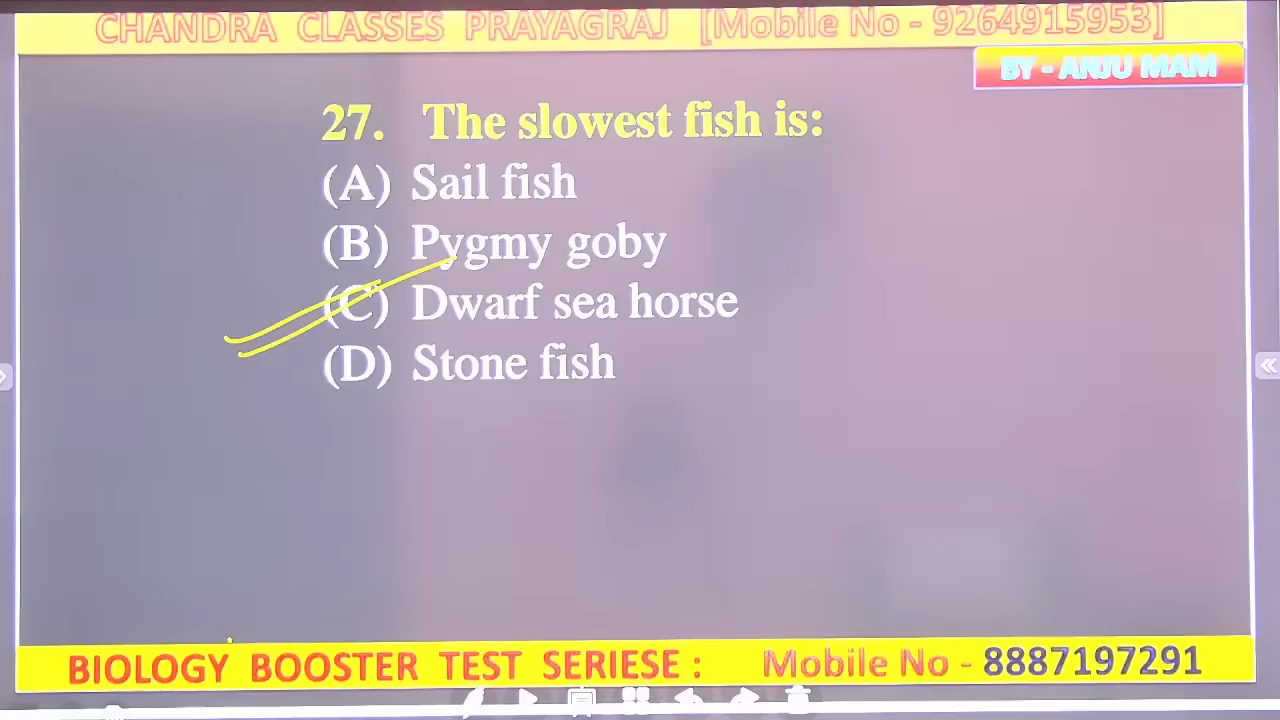 CHANDRA CLASSES PRAYAGRAJ [Mobile No - 9264915953]
BY - ANJU MAM
27. The slowest fish is:
(A) Sail fish
(B) Pygmy goby
(C) Dwarf sea horse
(D) Stone fish
BIOLOGY BOOSTER TEST SERIESE : Mobile No - 8887197291